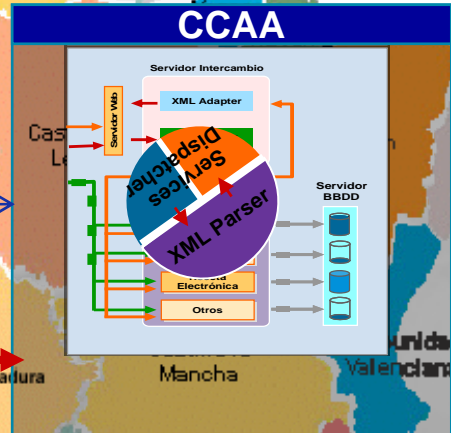 CCAA
Servidor Intercambio
Servidor Web
XML Adapter
Services
Dispatcher
XML Parser
Servidor
BBDD
Electrónica
Otros
Cas
Le
Mancha
Valencian
adura